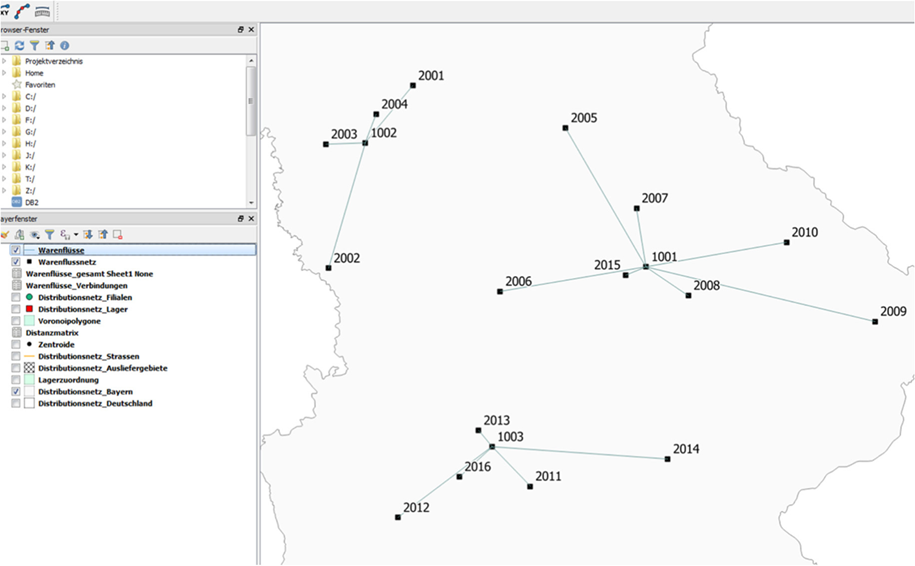 KY
rowser-Fenster
Projektverzeichnis
Home
Favoriten
C:/
D:/
F:/
G:/
H:/
J:/
K:/
T:/
Z:/
DB2
ayerfenster
Warenflüsse
Warenflussnetz
Warenflüsse_gesamt Sheet1 None
Warenflüsse_Verbindungen
Distributionsnetz_Filialen
Distributionsnetz_Lager
Voronoipolygone
Distanzmatrix
Zentroide
Distributionsnetz_Strassen
Distributionsnetz_Ausliefergebiete
Lagerzuordnung
Distributionsnetz_Bayern
Distributionsnetz_Deutschland
2001
2004
2003 1002
2002
2005
2007
2010
1001
2015
2006
2008
2009
2013
1003
2014
2016
2011
2012